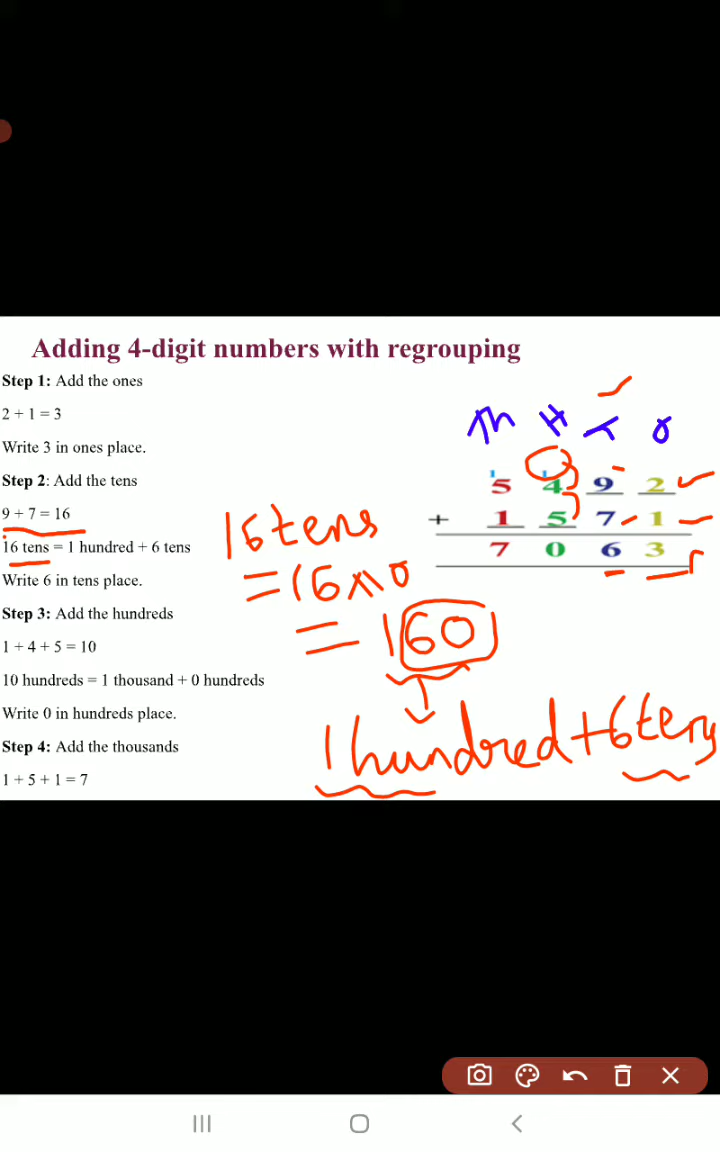 Adding 4-digit numbers with regrouping
Step 1: Add the ones
2 + 1 = 3
Write 3 in ones place.
Step 2: Add the tens
9 + 7 = 16
16 tens = 1 hundred + 6 tens
Write 6 in tens place.
Step 3: Add the hundreds
1 + 4 + 5 = 10
10 hundreds = 1 thousand + 0 hundreds
Write 0 in hundreds place.
Step 4: Add the thousands
1 + 5 + 1 = 7
Th H T O
1 1
5 4 9 2
+ 1 5 7 1
7 0 6 3
16 tens
= 16×10
= 160
1 hundred + 6 tens